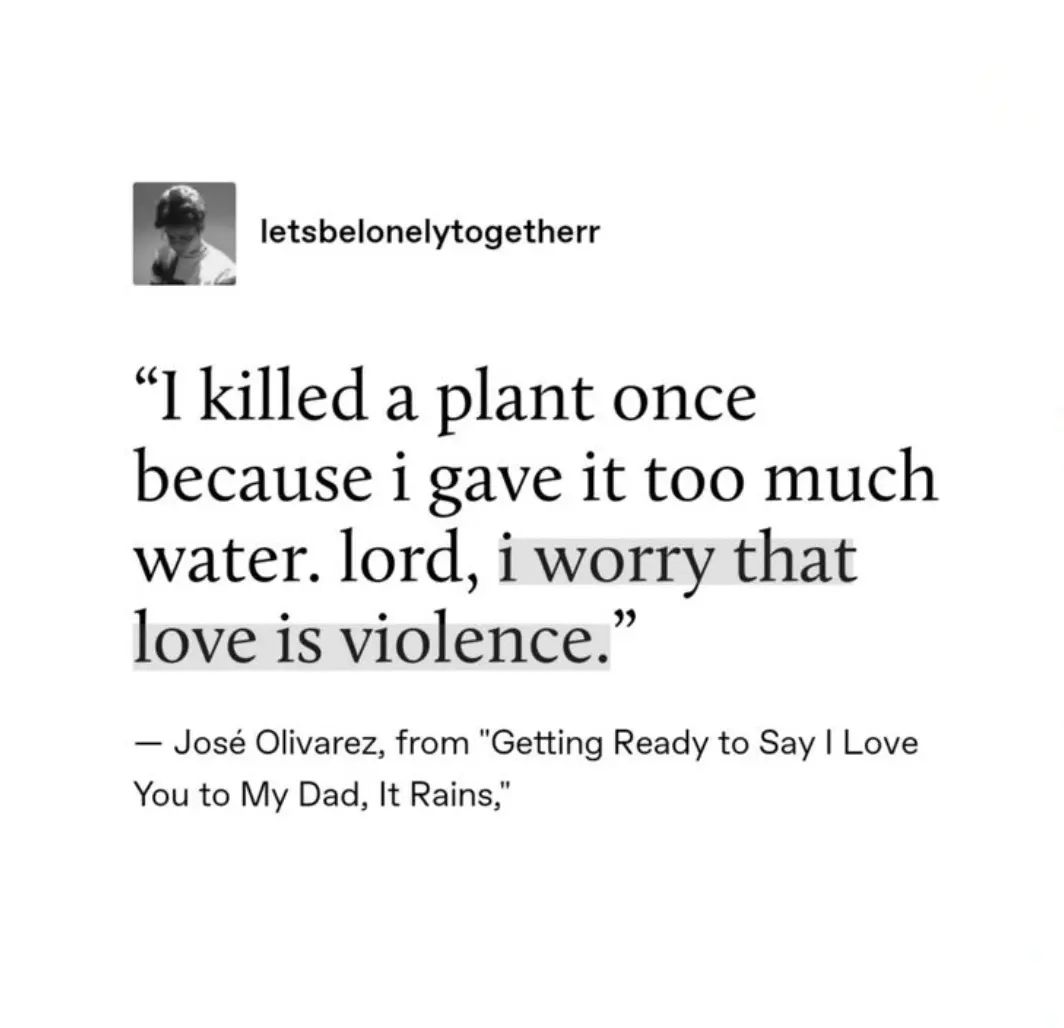 letsbelonelytogetherr
“I killed a plant once
because i gave it too much
water. lord, i worry that
love is violence.”
— José Olivarez, from "Getting Ready to Say I Love
You to My Dad, It Rains,"